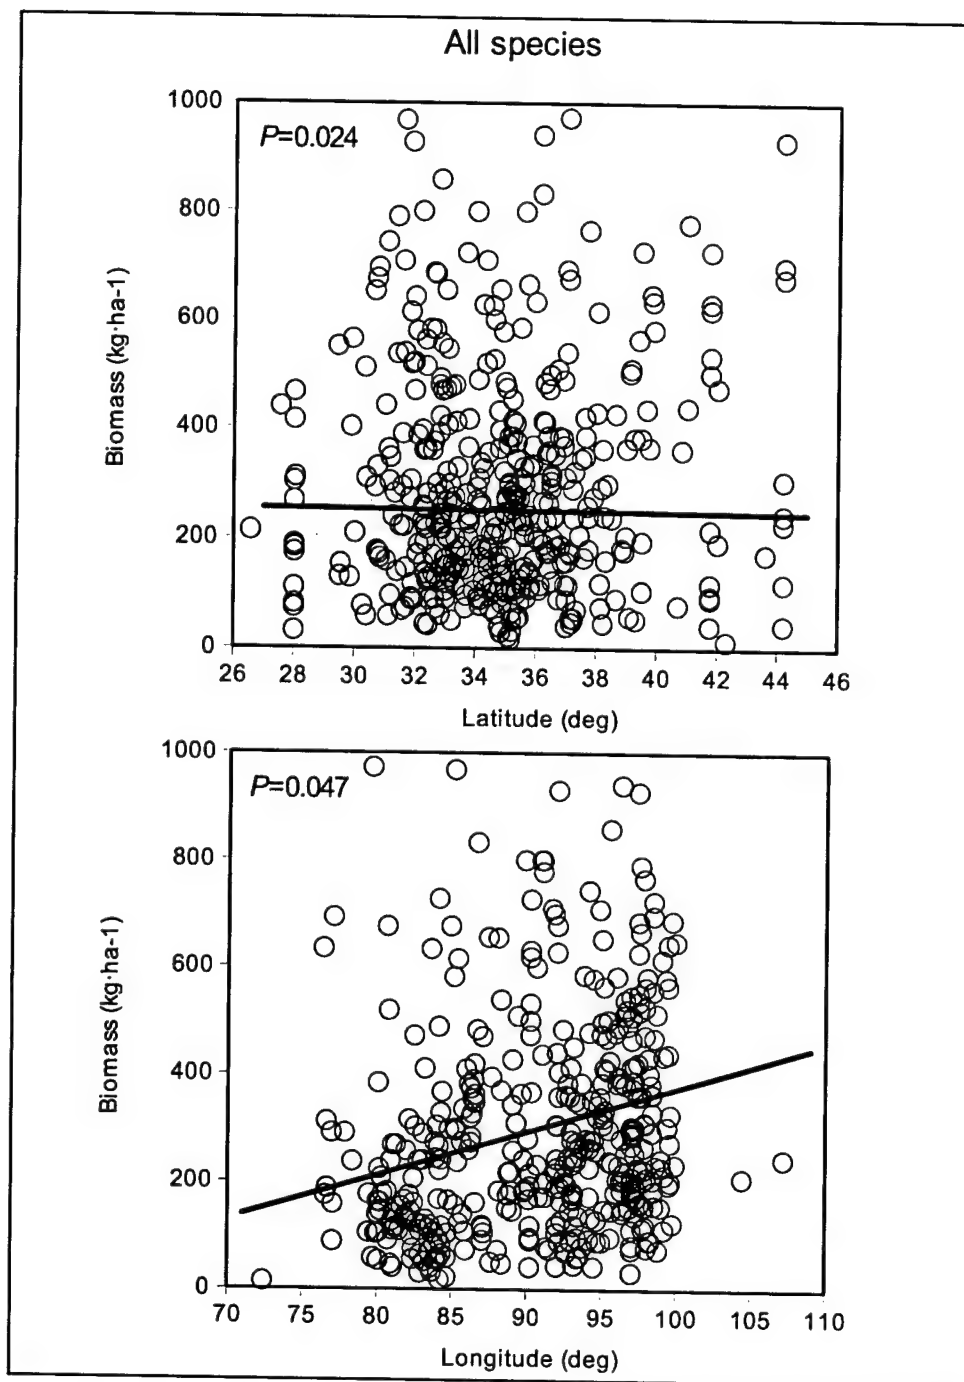 All species
P=0.024
1000
800
600
400
200
0
Biomass (kg·ha-1)
26 28 30 32 34 36 38 40 42 44 46
Latitude (deg)
P=0.047
1000
800
600
400
200
0
Biomass (kg·ha-1)
70 75 80 85 90 95 100 105 110
Longitude (deg)